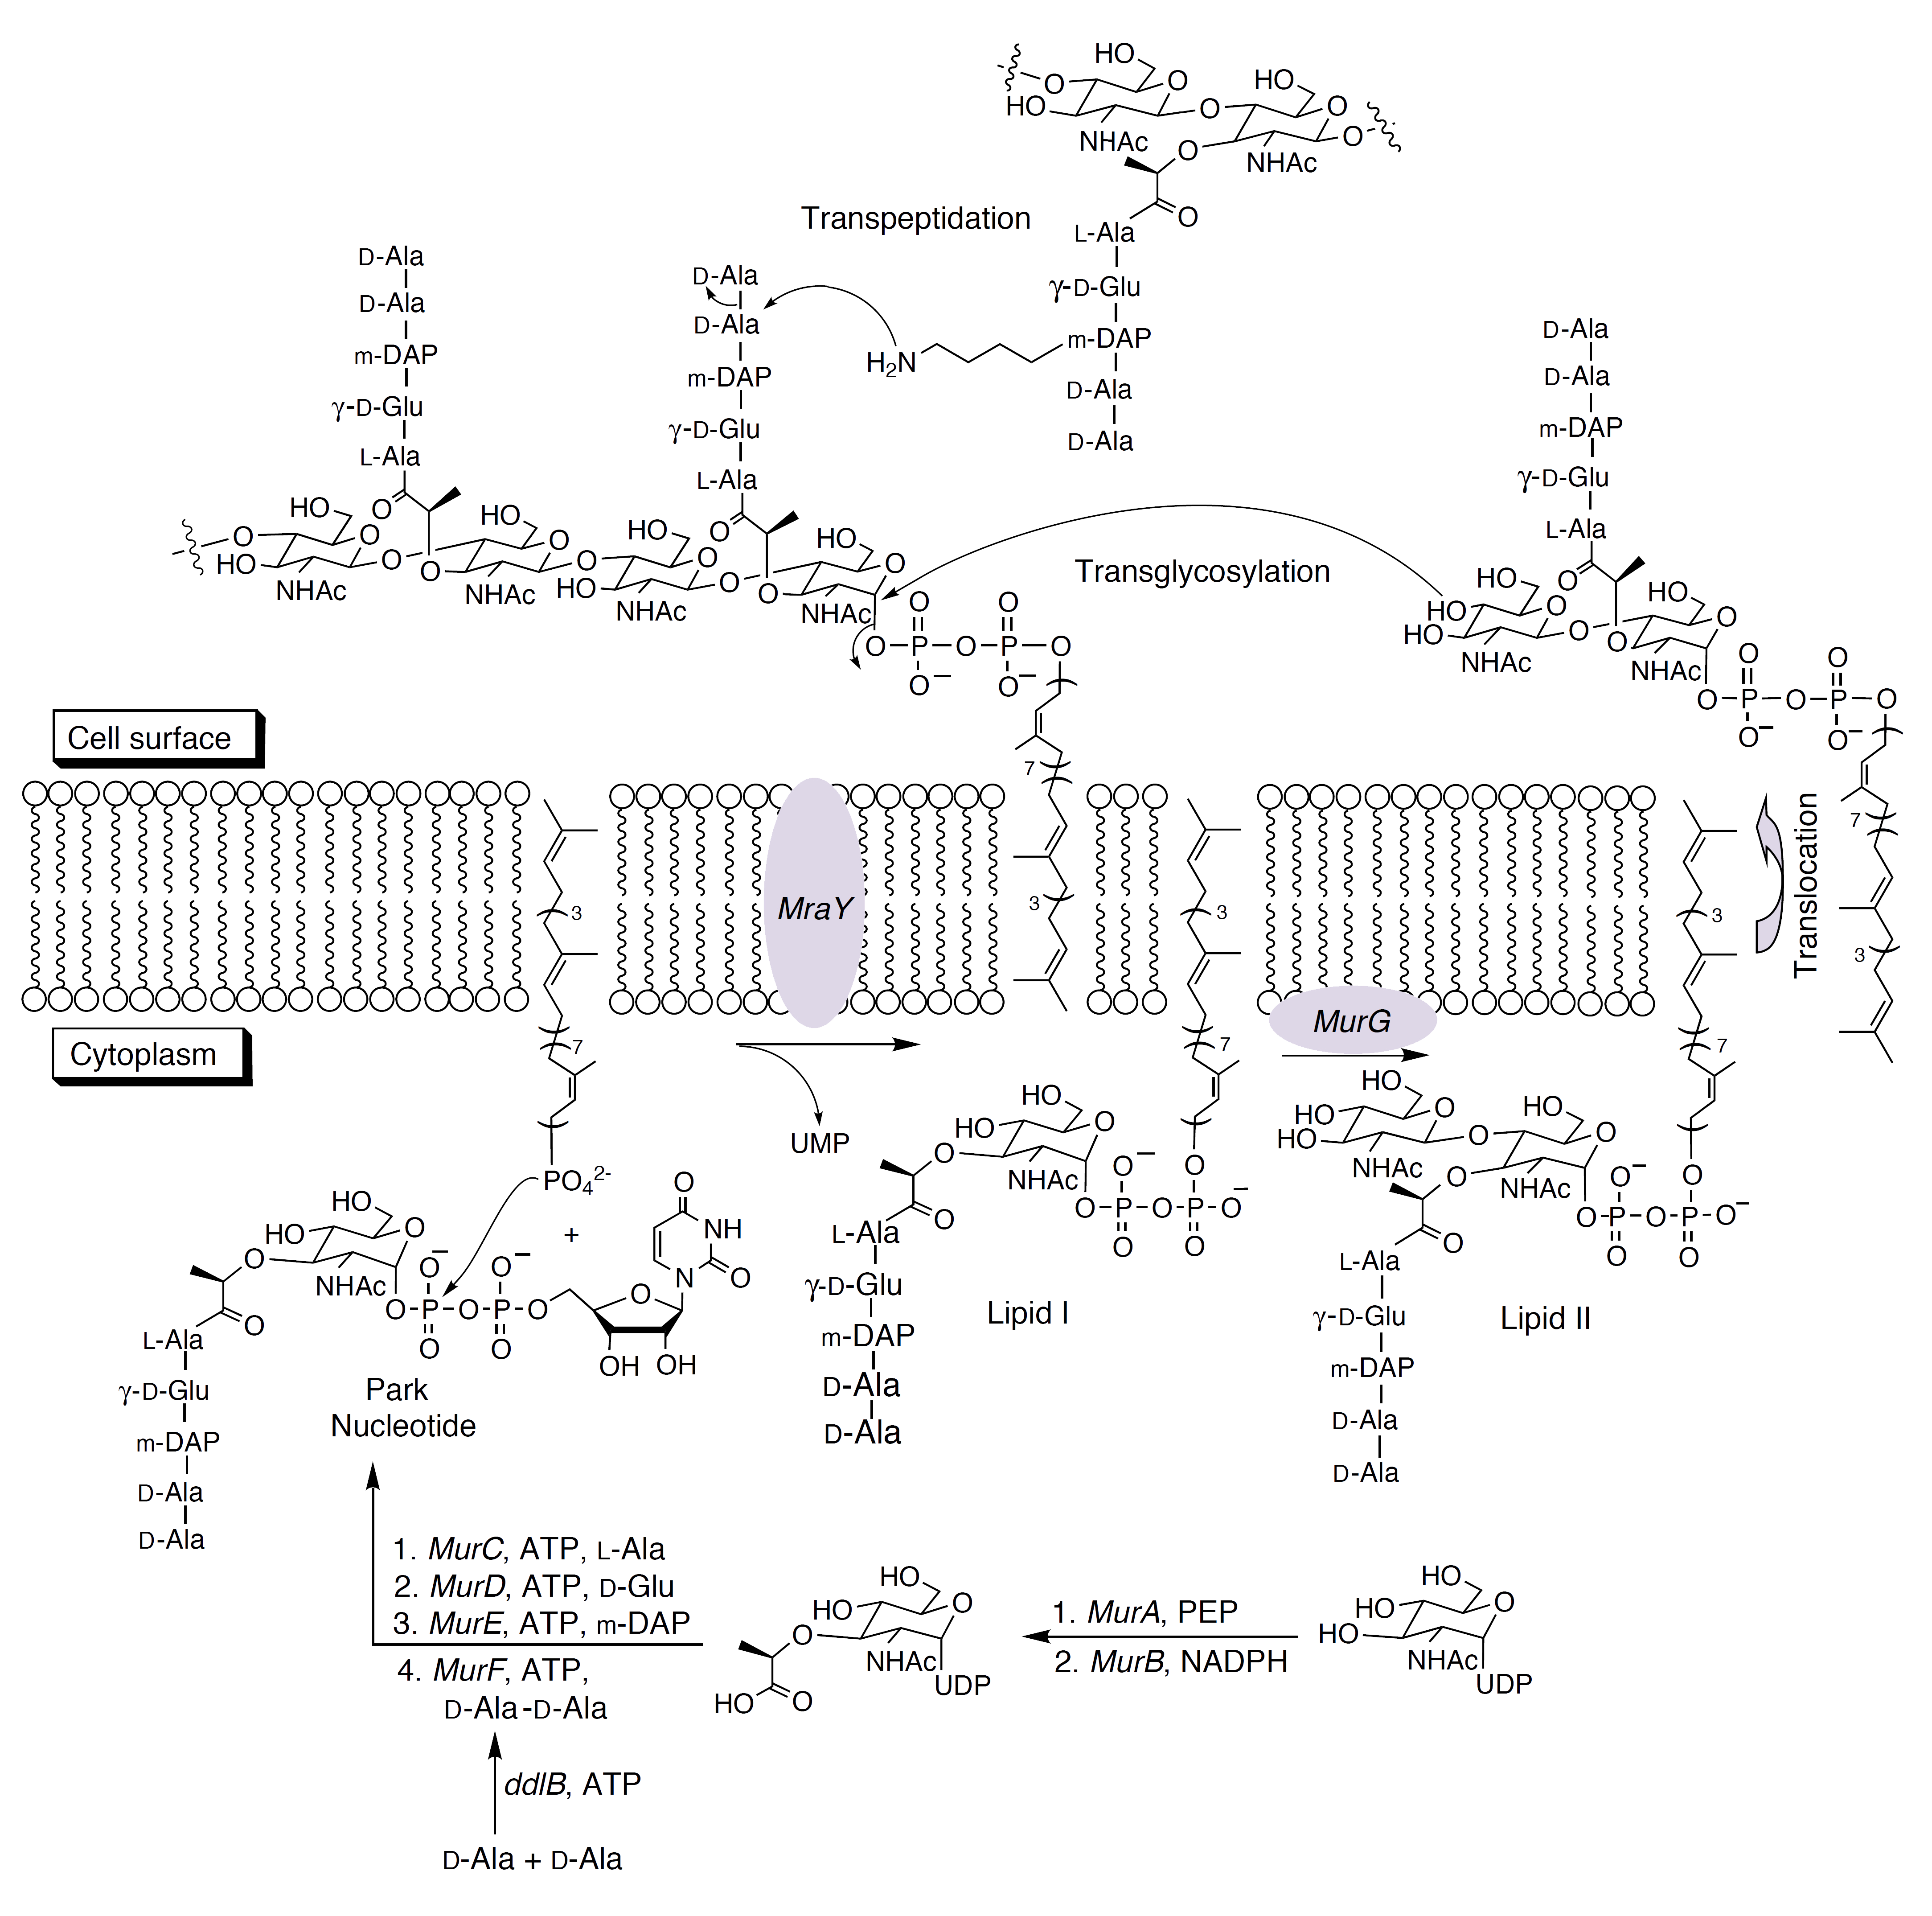 HO
O
O
HO
O
HO
O
HO
NHAc
O
O
NHAc
O
Transpeptidation
L-Ala
γ-D-Glu
H2N
m-DAP
D-Ala
D-Ala
D-Ala
D-Ala
m-DAP
γ-D-Glu
L-Ala
O
D-Ala
D-Ala
m-DAP
γ-D-Glu
L-Ala
O
D-Ala
D-Ala
m-DAP
γ-D-Glu
L-Ala
O
HO
O
O
HO
NHAc
O
HO
O
O
NHAc
O
HO
O
HO
NHAc
O
HO
O
O
NHAc
O O
O–P–O–P–O
O– O–
Transglycosylation
HO
HO
O
HO
NHAc
O
HO
O
O
NHAc
O O
O–P–O–P–O
O– O–
Cell surface
7
3
3
7
3
MraY
3
3
7
3
Translocation
Cytoplasm
MurG
7
7
7
UMP
PO42-
+
HO
HO
O
O
NHAc
O
O– O–
O–P–O–P–O
O O
O
NH
N
O
O
OH OH
L-Ala
γ-D-Glu
m-DAP
D-Ala
D-Ala
Park
Nucleotide
HO
HO
O
O
NHAc
O
O–
O
O–P–O–P–O–
O O
L-Ala
γ-D-Glu
m-DAP
D-Ala
D-Ala
Lipid I
HO
HO
O
HO
NHAc
O
HO
O
O
NHAc
O
O–
O
O–P–O–P–O–
O O
L-Ala
γ-D-Glu
m-DAP
D-Ala
D-Ala
Lipid II
1. MurC, ATP, L-Ala
2. MurD, ATP, D-Glu
3. MurE, ATP, m-DAP
4. MurF, ATP,
D-Ala-D-Ala
ddlB, ATP
D-Ala + D-Ala
HO
HO
O
O
NHAc
UDP
HO
O
1. MurA, PEP
2. MurB, NADPH
HO
HO
O
HO
NHAc
UDP